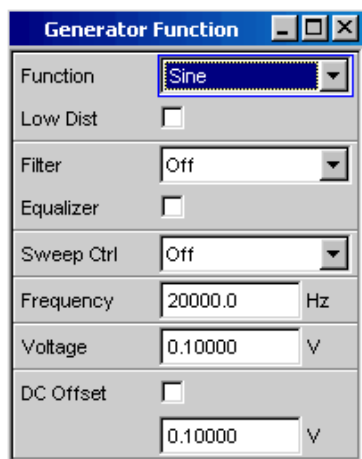 Generator Function
Function Sine
Low Dist
Filter Off
Equalizer
Sweep Ctrl Off
Frequency 20000.0 Hz
Voltage 0.10000 V
DC Offset
0.10000 V